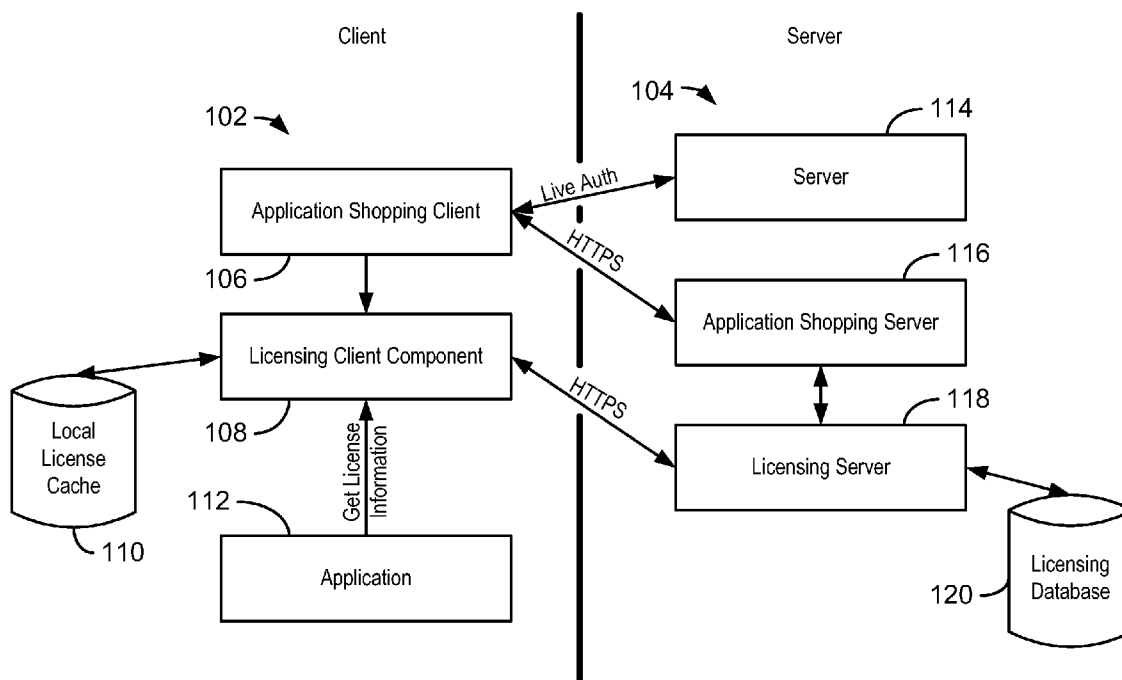 Client
Server
102
104
114
Application Shopping Client
Live Auth
Server
106
HTTPS
116
Application Shopping Server
Licensing Client Component
108
HTTPS
118
Licensing Server
Local
License
Cache
110
112
Get License
Information
Application
Licensing
Database
120